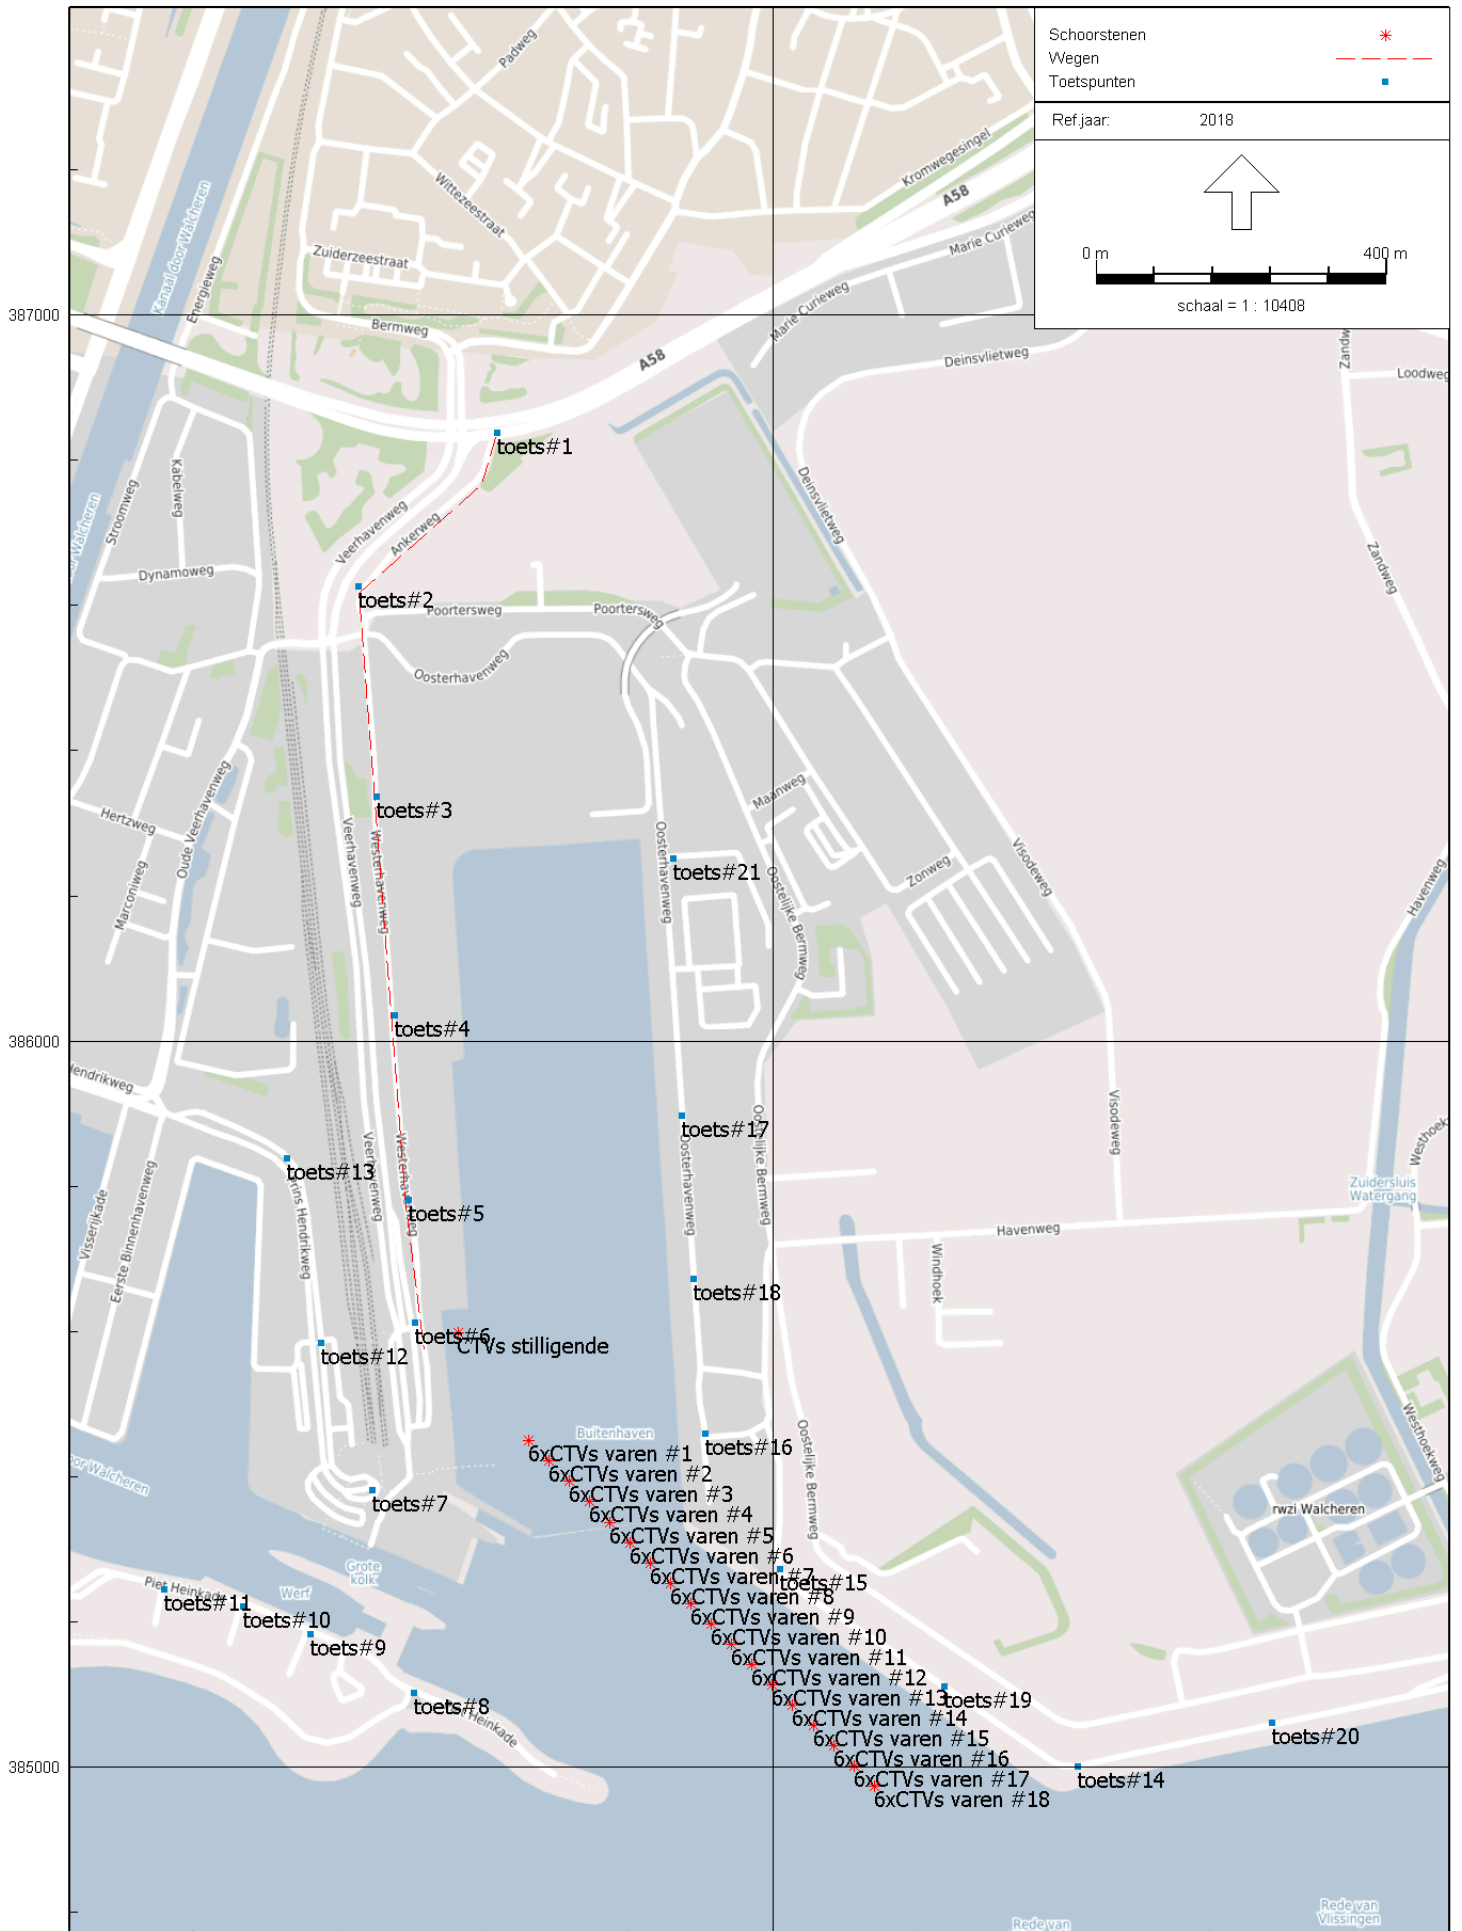 Schoorstenen
Wegen
Toetspunten
Ref.jaar: 2018
0 m 400 m
schaal = 1 : 10408
Padweg
Kromwegesingel
A58
Wittezeestraat
Marie Curieweg
Zuiderzeestraat
Kanaal door Walcheren
Energieweg
Marie Curieweg
387000
Bermweg
A58
Deinsvlietweg
Zandw
Loodweg
toets#1
Kabelweg
Stroomweg
Deinsvlietweg
Veerhavenweg
Ankerweg
oor Walcheren
Dynamoweg
Zandweg
toets#2
Poortersweg
Poortersweg
Oosterhavenweg
Maanweg
toets#3
Hertzweg
Oude Veerhavenweg
Veerhavenweg
Westerhavenweg
Oosterhavenweg
toets#21
Zonweg
Visodeweg
Havenweg
Marconiweg
Oostelijke Bermweg
toets#4
386000
Hendrikweg
toets#17
Oosterhavenweg
Oostelijke Bermweg
Visodeweg
Westhoek
toets#13
Prins Hendrikweg
Veerhavenweg
Westerhavenweg
toets#5
Visserijkade
Eerste Binnenhavenweg
Zuidersluis
Watergang
Havenweg
Windhoek
toets#18
toets#6
CTVs stilligende
toets#12
Buitenhaven
toets#16
Oostelijke Bermweg
Westhoekweg
6xCTVs varen #1
6xCTVs varen #2
6xCTVs varen #3
6xCTVs varen #4
6xCTVs varen #5
6xCTVs varen #6
6xCTVs varen #7
6xCTVs varen #8
6xCTVs varen #9
6xCTVs varen #10
6xCTVs varen #11
6xCTVs varen #12
6xCTVs varen #13
6xCTVs varen #14
6xCTVs varen #15
6xCTVs varen #16
6xCTVs varen #17
6xCTVs varen #18
oor Walcheren
toets#7
rwzi Walcheren
Grote
kolk
toets#15
Piet Heinkade
Werf
toets#11
toets#10
toets#9
toets#8
Piet Heinkade
toets#19
toets#20
385000
toets#14
Rede van
Vlissingen
Rede van